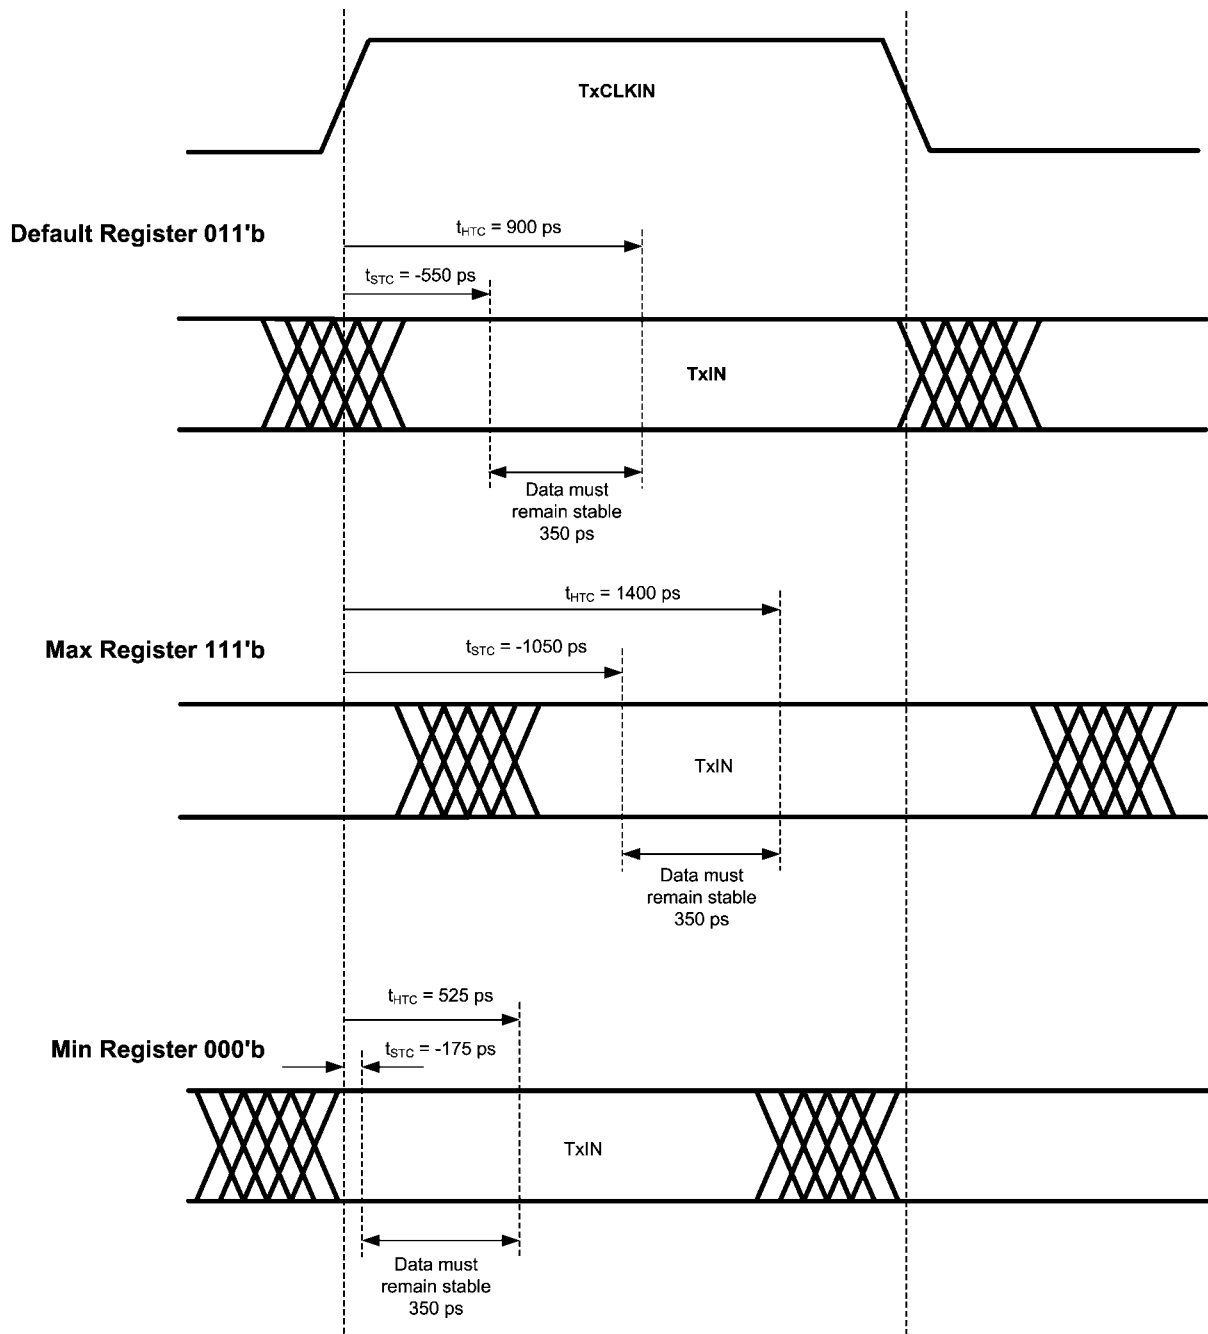 TxCLKIN
Default Register 011'b
tHTC = 900 ps
tSTC = -550 ps
TxIN
Data must
remain stable
350 ps
tHTC = 1400 ps
Max Register 111'b
tSTC = -1050 ps
TxIN
Data must
remain stable
350 ps
tHTC = 525 ps
Min Register 000'b
tSTC = -175 ps
TxIN
Data must
remain stable
350 ps